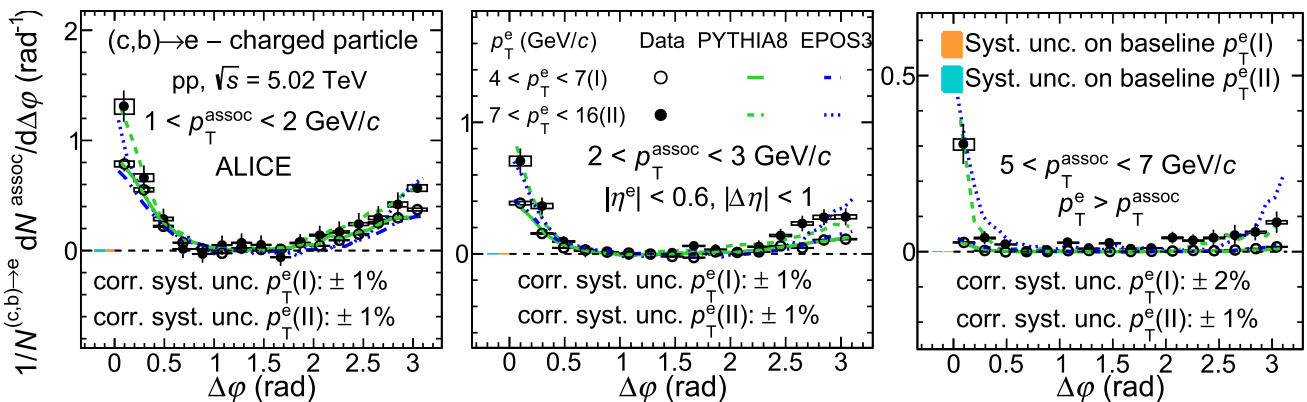 1/N^(c,b)→e dN^assoc/dΔφ (rad⁻¹)
2
1
0
(c,b)→e – charged particle
pp, √s = 5.02 TeV
1 < p_T^assoc < 2 GeV/c
ALICE
corr. syst. unc. p_T^e(I): ± 1%
corr. syst. unc. p_T^e(II): ± 1%
0 0.5 1 1.5 2 2.5 3
Δφ (rad)
1
0
p_T^e (GeV/c) Data PYTHIA8 EPOS3
4 < p_T^e < 7(I)
7 < p_T^e < 16(II)
2 < p_T^assoc < 3 GeV/c
|η^e| < 0.6, |Δη| < 1
corr. syst. unc. p_T^e(I): ± 1%
corr. syst. unc. p_T^e(II): ± 1%
0 0.5 1 1.5 2 2.5 3
Δφ (rad)
0.5
0
Syst. unc. on baseline p_T^e(I)
Syst. unc. on baseline p_T^e(II)
5 < p_T^assoc < 7 GeV/c
p_T^e > p_T^assoc
corr. syst. unc. p_T^e(I): ± 2%
corr. syst. unc. p_T^e(II): ± 1%
0 0.5 1 1.5 2 2.5 3
Δφ (rad)